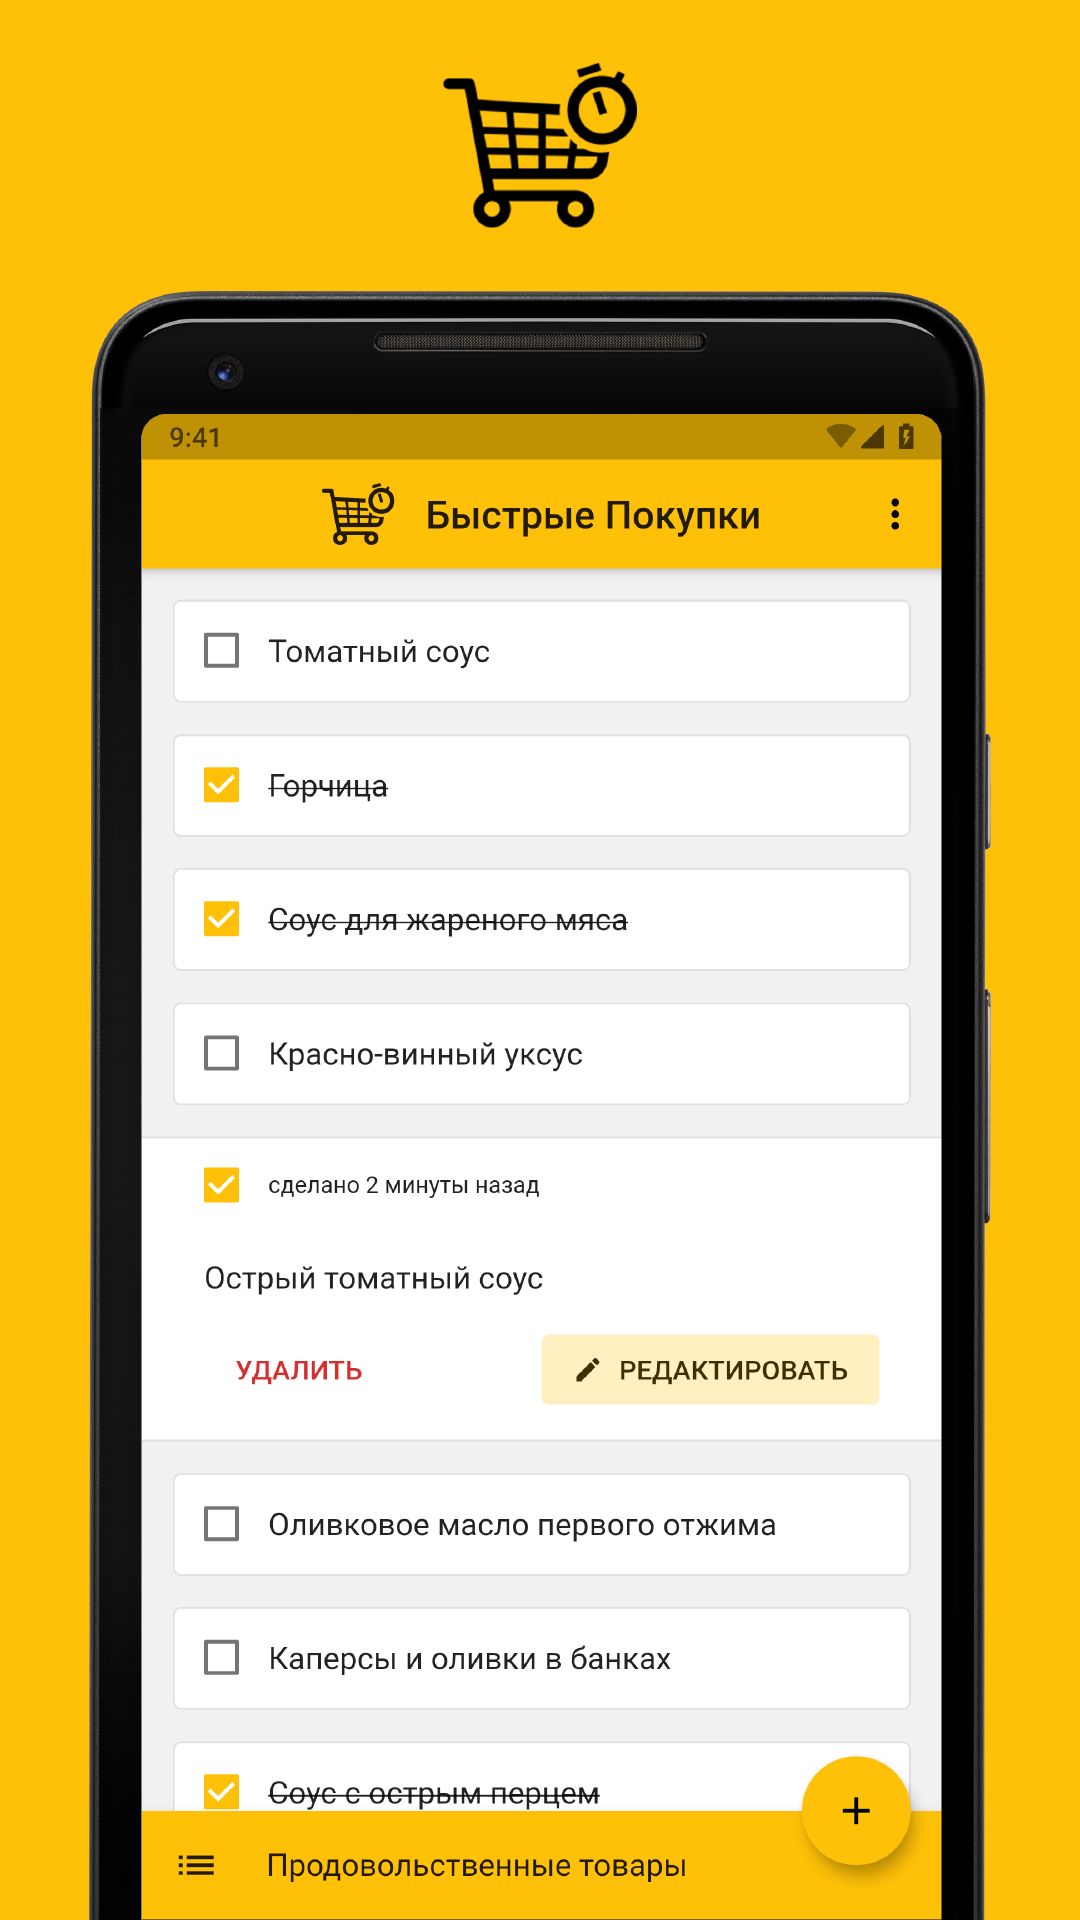 9:41
Быстрые Покупки
Томатный соус
Горчица
Соус для жареного мяса
Красно-винный уксус
сделано 2 минуты назад
Острый томатный соус
УДАЛИТЬ
РЕДАКТИРОВАТЬ
Оливковое масло первого отжима
Каперсы и оливки в банках
Соус с острым перцем
Продовольственные товары